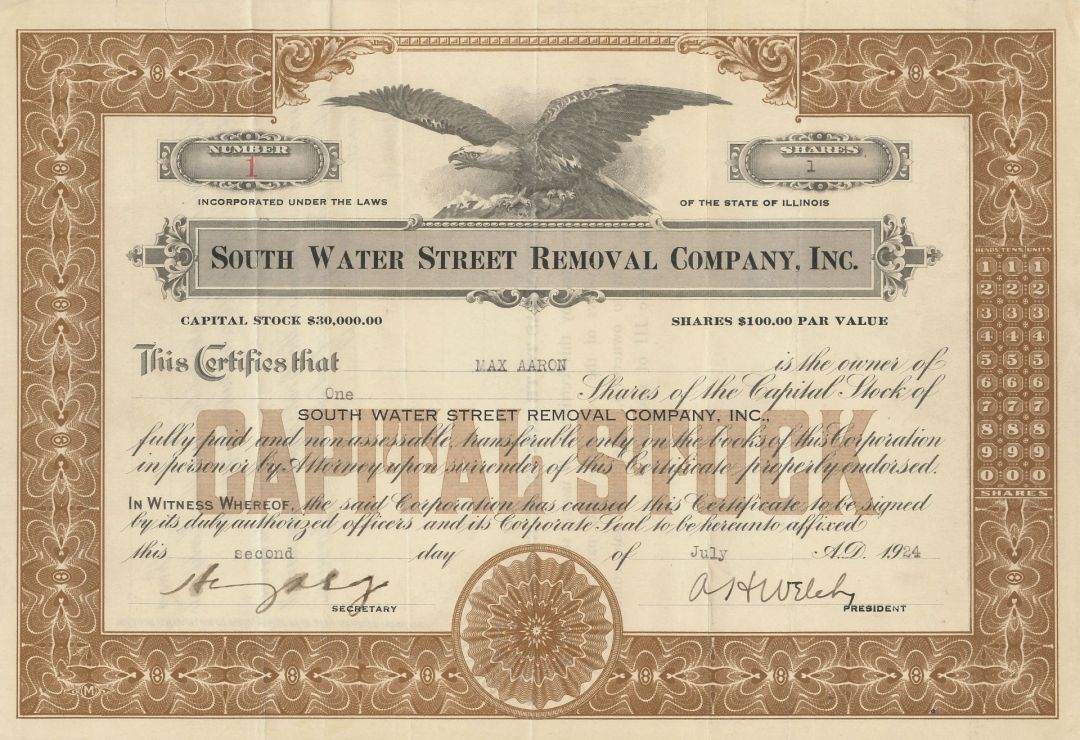 NUMBER
1
SHARES
1
INCORPORATED UNDER THE LAWS OF THE STATE OF ILLINOIS
SOUTH WATER STREET REMOVAL COMPANY, INC.
CAPITAL STOCK $30,000.00 SHARES $100.00 PAR VALUE
This Certifies that MAX AARON is the owner of
One Shares of the Capital Stock of
SOUTH WATER STREET REMOVAL COMPANY, INC.,
fully paid and non assessable, transferable only on the books of this Corporation
in person or by Attorney upon surrender of this Certificate properly endorsed.
CAPITAL STOCK
IN WITNESS WHEREOF, the said Corporation has caused this Certificate to be signed
by its duly authorized officers and its Corporate Seal to be hereunto affixed
this second day of July A.D. 1924
A H Welch
SECRETARY PRESIDENT
HUNDS TENS UNITS
1 1 1
2 2 2
3 3 3
4 4 4
5 5 5
6 6 6
7 7 7
8 8 8
9 9 9
0 0 0
SHARES
M